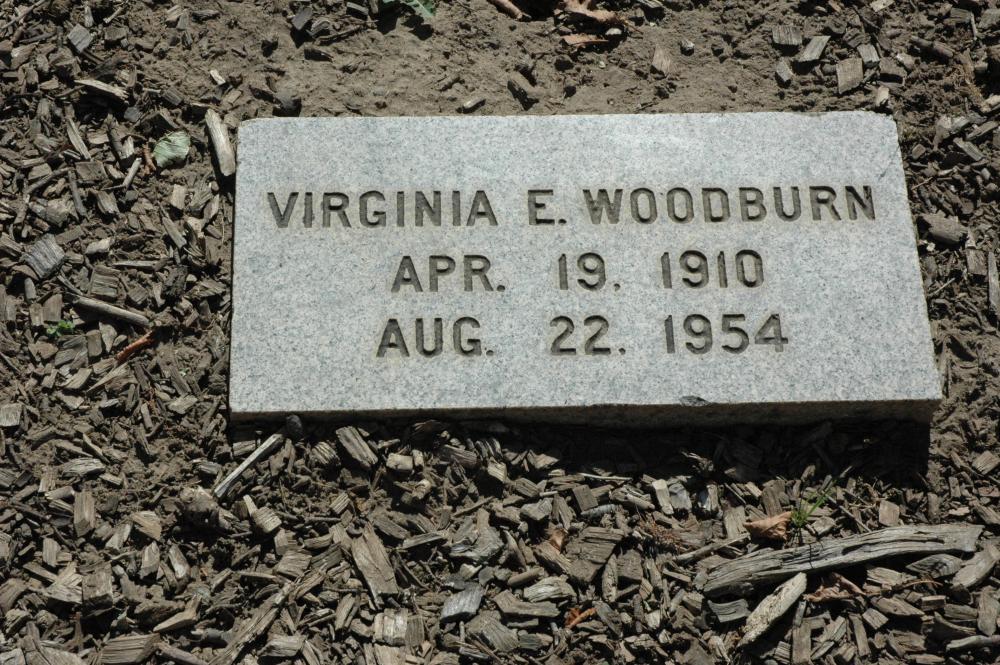 VIRGINIA E. WOODBURN
APR. 19. 1910
AUG. 22. 1954